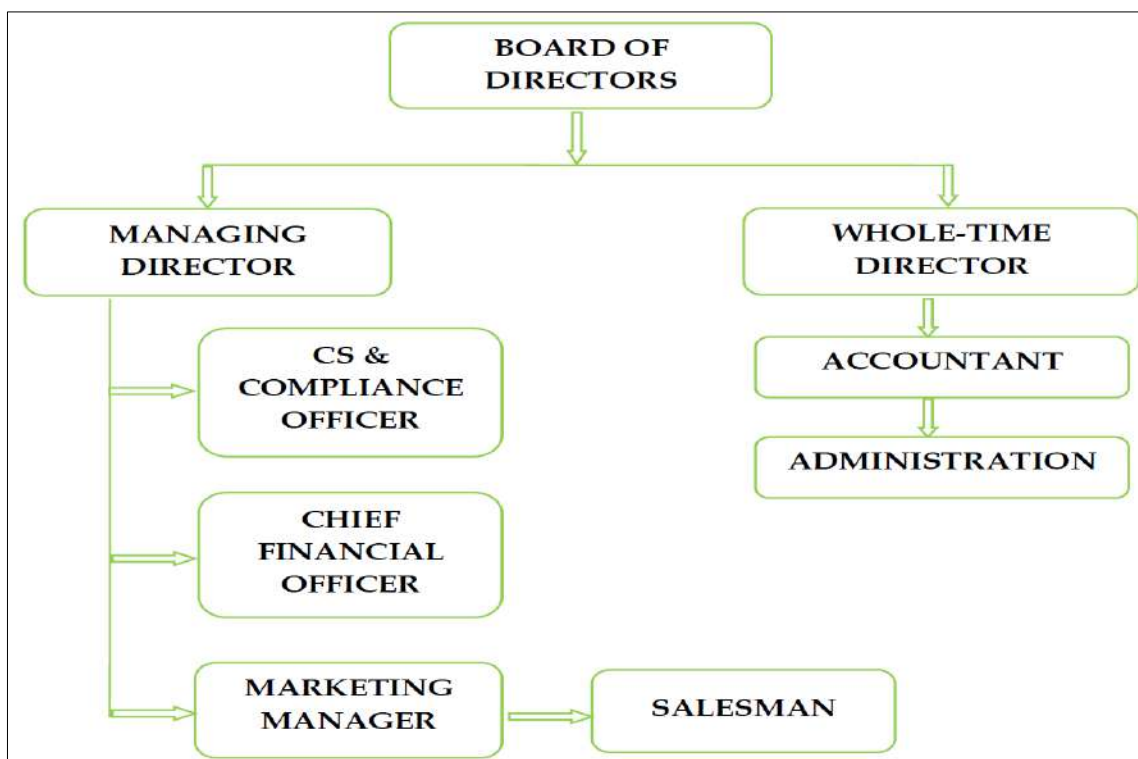 BOARD OF
DIRECTORS
MANAGING
DIRECTOR
WHOLE-TIME
DIRECTOR
CS &
COMPLIANCE
OFFICER
ACCOUNTANT
ADMINISTRATION
CHIEF
FINANCIAL
OFFICER
MARKETING
MANAGER
SALESMAN